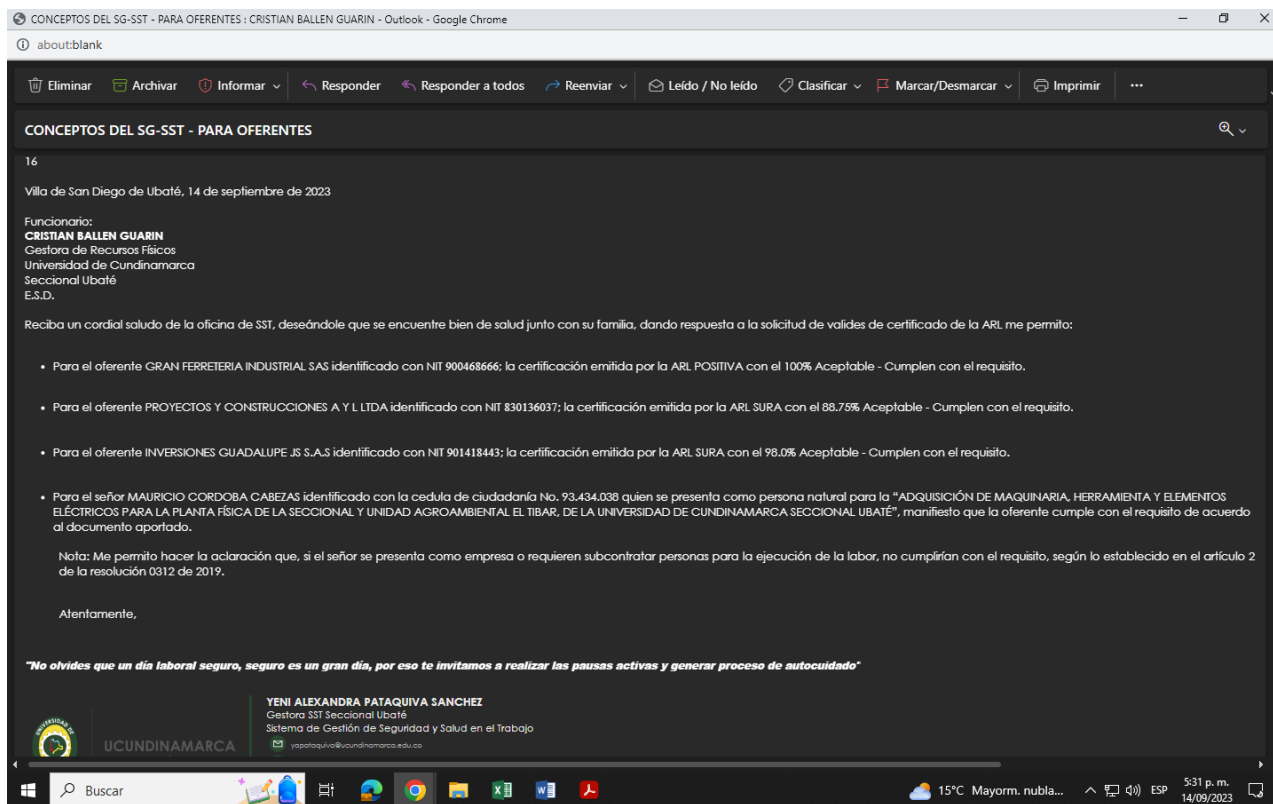 CONCEPTOS DEL SG-SST - PARA OFERENTES : CRISTIAN BALLEN GUARIN - Outlook - Google Chrome
about:blank
Eliminar Archivar Informar Responder Responder a todos Reenviar Leído / No leído Clasificar Marcar/Desmarcar Imprimir ...
CONCEPTOS DEL SG-SST - PARA OFERENTES
16
Villa de San Diego de Ubaté, 14 de septiembre de 2023
Funcionario:
CRISTIAN BALLEN GUARIN
Gestora de Recursos Físicos
Universidad de Cundinamarca
Seccional Ubaté
E.S.D.
Reciba un cordial saludo de la oficina de SST, deseándole que se encuentre bien de salud junto con su familia, dando respuesta a la solicitud de valides de certificado de la ARL me permito:
• Para el oferente GRAN FERRETERIA INDUSTRIAL SAS identificado con NIT 900468666; la certificación emitida por la ARL POSITIVA con el 100% Aceptable - Cumplen con el requisito.
• Para el oferente PROYECTOS Y CONSTRUCCIONES A Y L LTDA identificado con NIT 830136037; la certificación emitida por la ARL SURA con el 88.75% Aceptable - Cumplen con el requisito.
• Para el oferente INVERSIONES GUADALUPE JS S.A.S identificado con NIT 901418443; la certificación emitida por la ARL SURA con el 98.0% Aceptable - Cumplen con el requisito.
• Para el señor MAURICIO CORDOBA CABEZAS identificado con la cedula de ciudadanía No. 93.434.038 quien se presenta como persona natural para la "ADQUISICIÓN DE MAQUINARIA, HERRAMIENTA Y ELEMENTOS
ELÉCTRICOS PARA LA PLANTA FÍSICA DE LA SECCIONAL Y UNIDAD AGROAMBIENTAL EL TIBAR, DE LA UNIVERSIDAD DE CUNDINAMARCA SECCIONAL UBATÉ", manifiesto que la oferente cumple con el requisito de acuerdo
al documento aportado.
Nota: Me permito hacer la aclaración que, si el señor se presenta como empresa o requieren subcontratar personas para la ejecución de la labor, no cumplirían con el requisito, según lo establecido en el artículo 2
de la resolución 0312 de 2019.
Atentamente,
"No olvides que un día laboral seguro, seguro es un gran día, por eso te invitamos a realizar las pausas activas y generar proceso de autocuidado"
YENI ALEXANDRA PATAQUIVA SANCHEZ
Gestora SST Seccional Ubaté
Sistema de Gestión de Seguridad y Salud en el Trabajo
UCUNDINAMARCA
yapataquiva@ucundinamarca.edu.co
Buscar
15°C Mayorm. nubla...
ESP
5:31 p. m.
14/09/2023